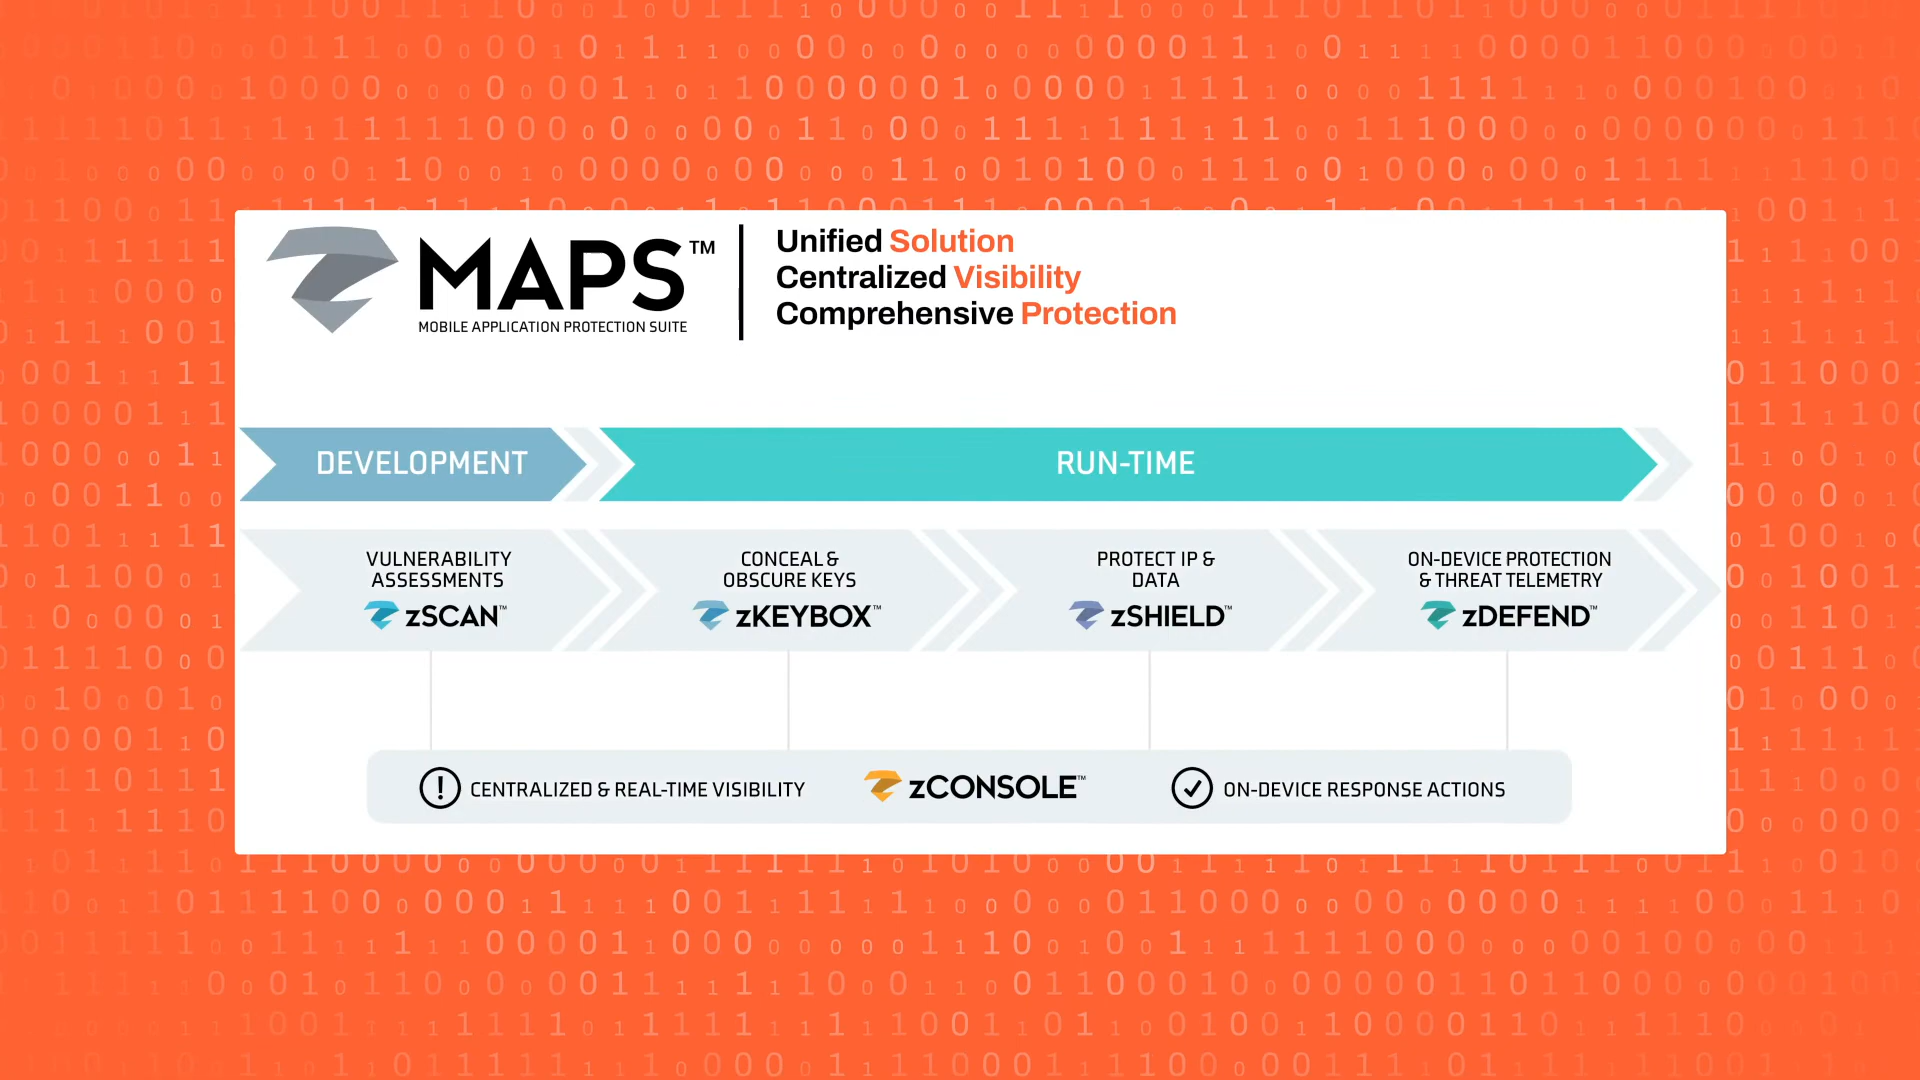 MAPS™
MOBILE APPLICATION PROTECTION SUITE
Unified Solution
Centralized Visibility
Comprehensive Protection
DEVELOPMENT
RUN-TIME
VULNERABILITY
ASSESSMENTS
zSCAN™
CONCEAL &
OBSCURE KEYS
zKEYBOX™
PROTECT IP &
DATA
zSHIELD™
ON-DEVICE PROTECTION
& THREAT TELEMETRY
zDEFEND™
CENTRALIZED & REAL-TIME VISIBILITY
zCONSOLE™
ON-DEVICE RESPONSE ACTIONS